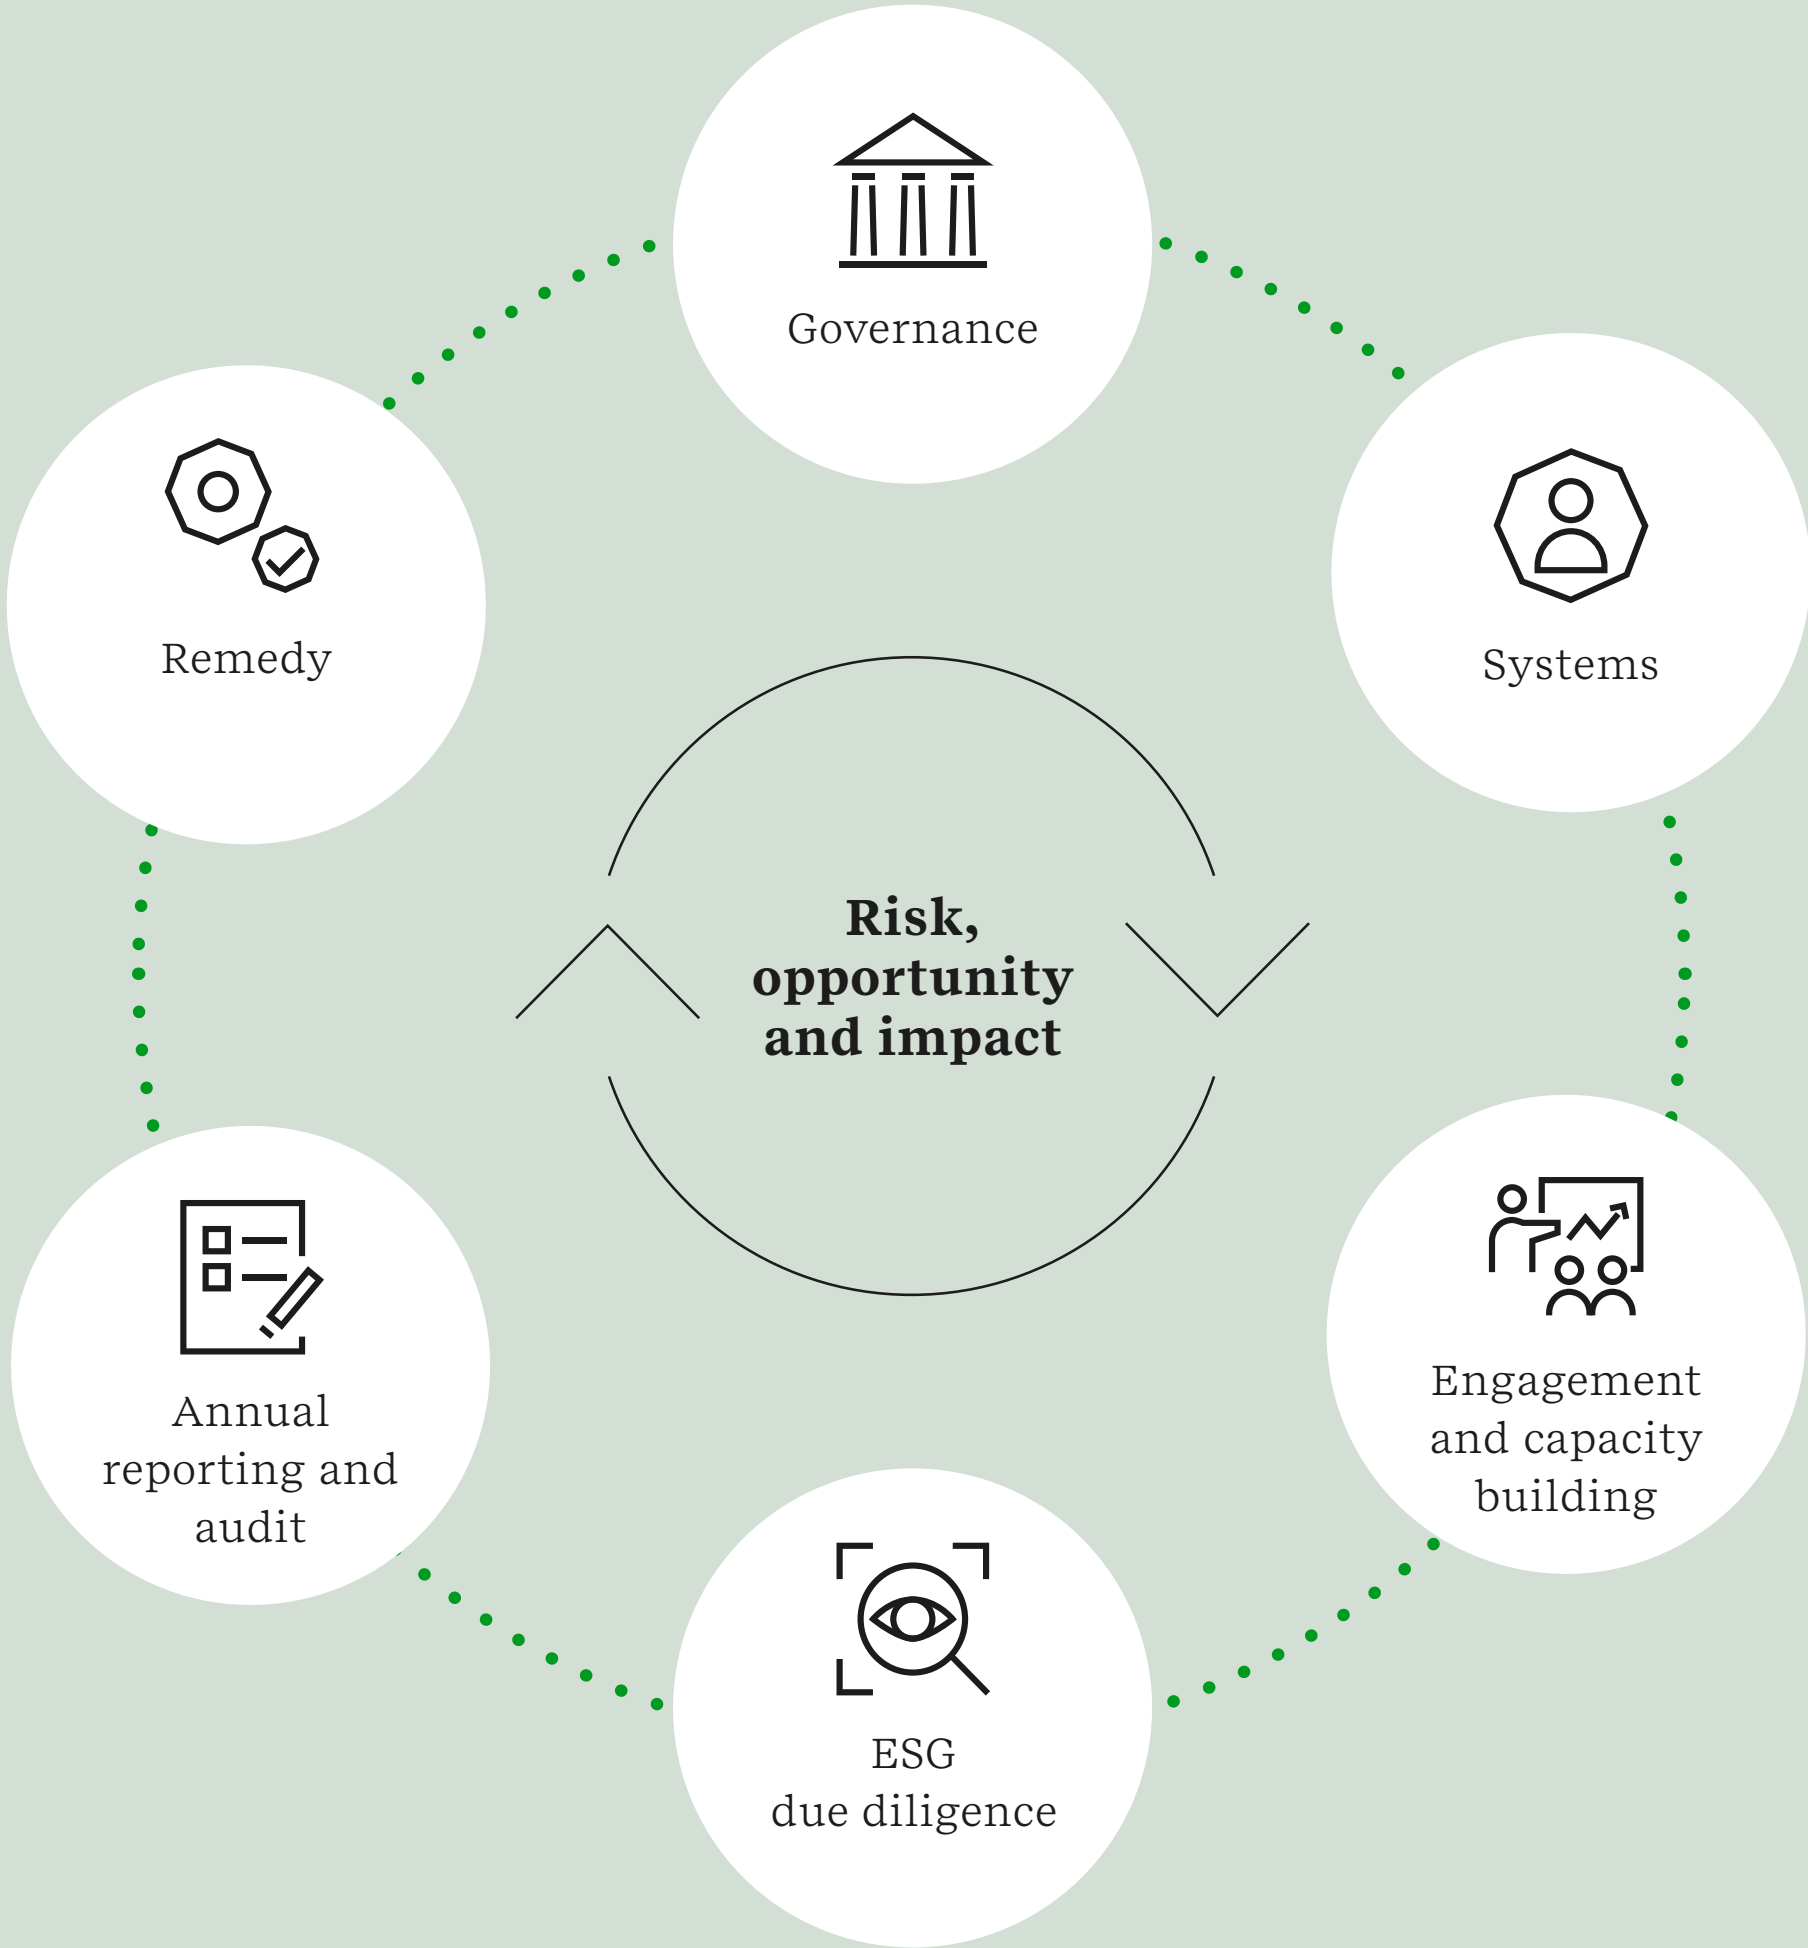 Governance
Systems
Remedy
Risk,
opportunity
and impact
Engagement
and capacity
building
Annual
reporting and
audit
ESG
due diligence